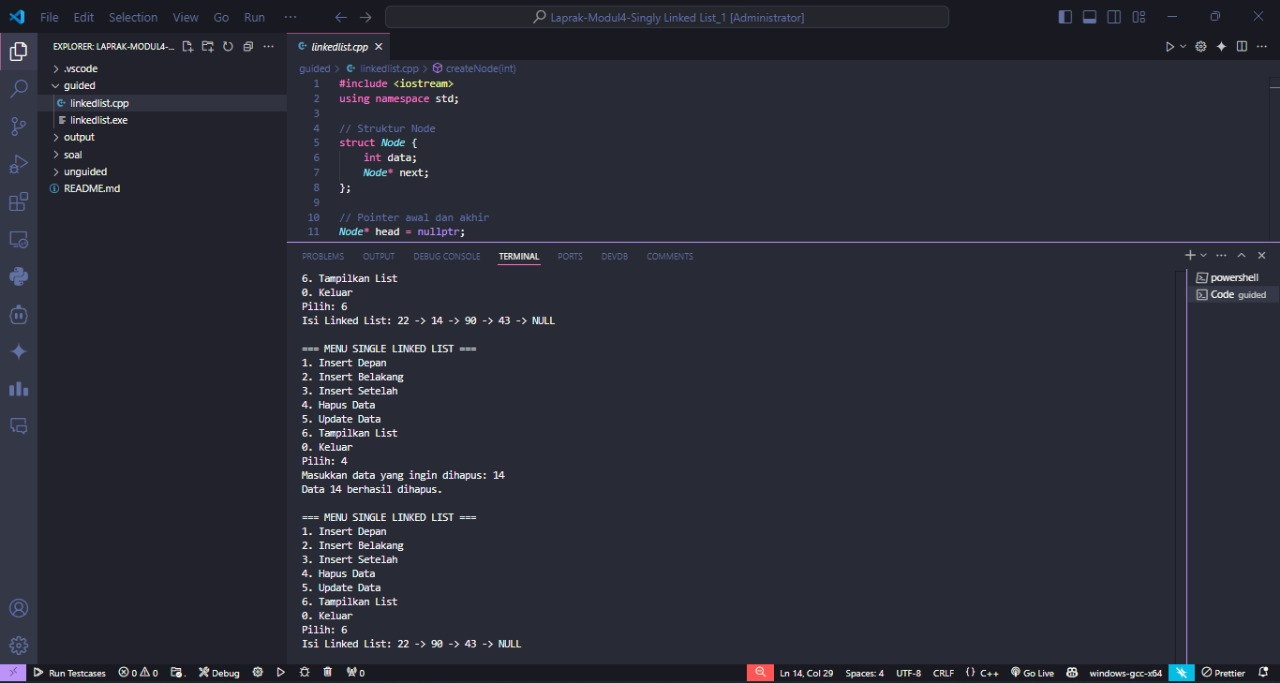 File Edit Selection View Go Run ··· Laprak-Modul4-Singly Linked List_1 [Administrator]
EXPLORER: LAPRAK-MODUL4-...
.vscode
guided
linkedlist.cpp
linkedlist.exe
output
soal
unguided
README.md
linkedlist.cpp
guided > linkedlist.cpp > createNode(int)
1 #include <iostream>
2 using namespace std;
3
4 // Struktur Node
5 struct Node {
6 int data;
7 Node* next;
8 };
9
10 // Pointer awal dan akhir
11 Node* head = nullptr;
PROBLEMS OUTPUT DEBUG CONSOLE TERMINAL PORTS DEVDB COMMENTS
6. Tampilkan List
0. Keluar
Pilih: 6
Isi Linked List: 22 -> 14 -> 90 -> 43 -> NULL
=== MENU SINGLE LINKED LIST ===
1. Insert Depan
2. Insert Belakang
3. Insert Setelah
4. Hapus Data
5. Update Data
6. Tampilkan List
0. Keluar
Pilih: 4
Masukkan data yang ingin dihapus: 14
Data 14 berhasil dihapus.
=== MENU SINGLE LINKED LIST ===
1. Insert Depan
2. Insert Belakang
3. Insert Setelah
4. Hapus Data
5. Update Data
6. Tampilkan List
0. Keluar
Pilih: 6
Isi Linked List: 22 -> 90 -> 43 -> NULL
powershell
Code guided
Run Testcases 0 0 Debug 0 Ln 14, Col 29 Spaces: 4 UTF-8 CRLF {} C++ Go Live windows-gcc-x64 Prettier